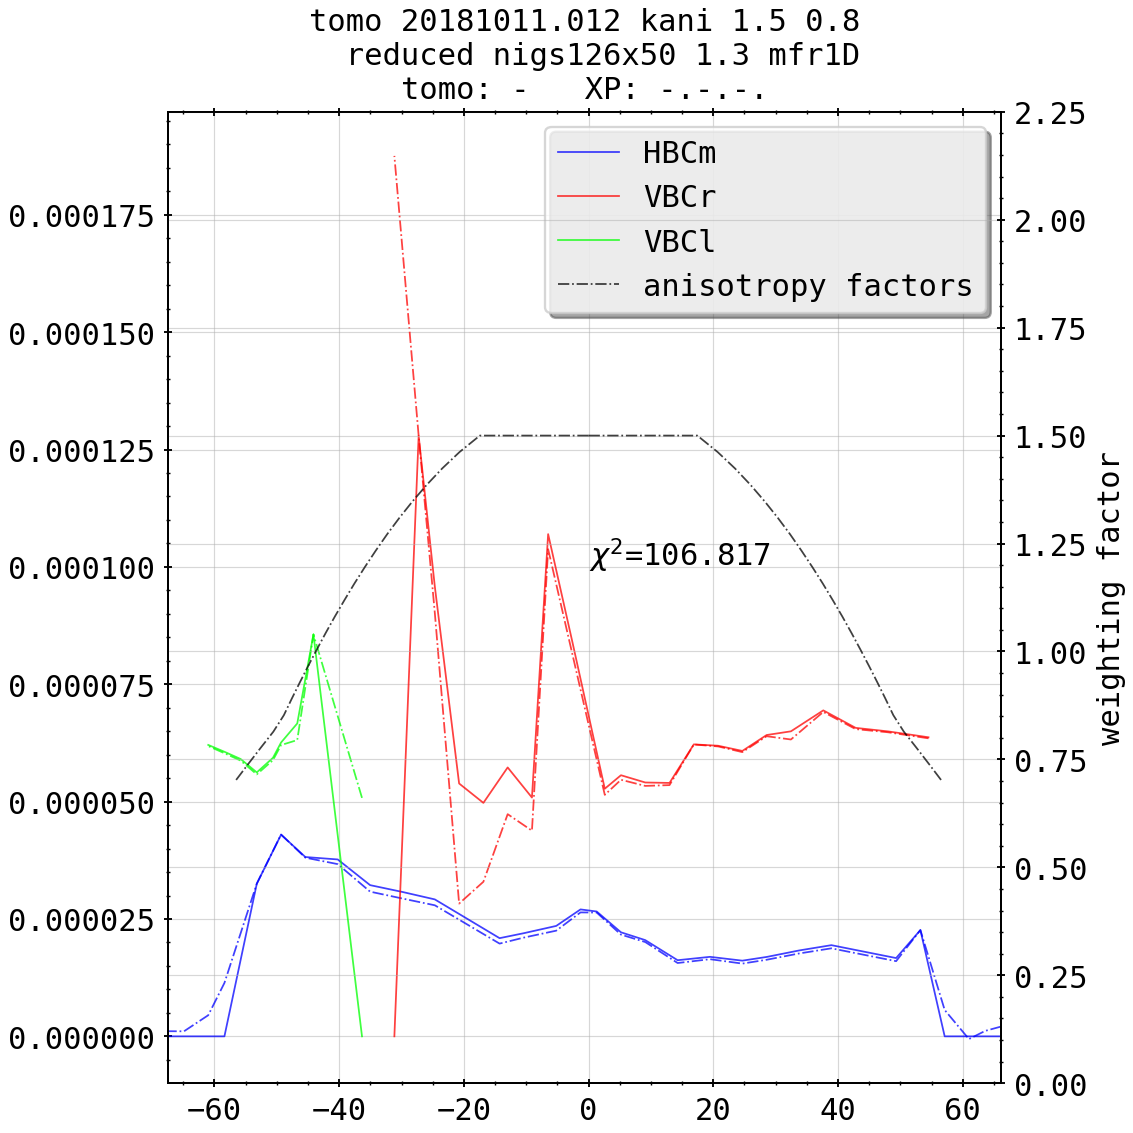 tomo 20181011.012 kani 1.5 0.8
reduced nigs126x50 1.3 mfr1D
tomo: -   XP: -.-.-.
HBCm
VBCr
VBCl
anisotropy factors
χ²=106.817
0.000175
0.000150
0.000125
0.000100
0.000075
0.000050
0.000025
0.000000
2.25
2.00
1.75
1.50
1.25
1.00
0.75
0.50
0.25
0.00
weighting factor
−60 −40 −20 0 20 40 60